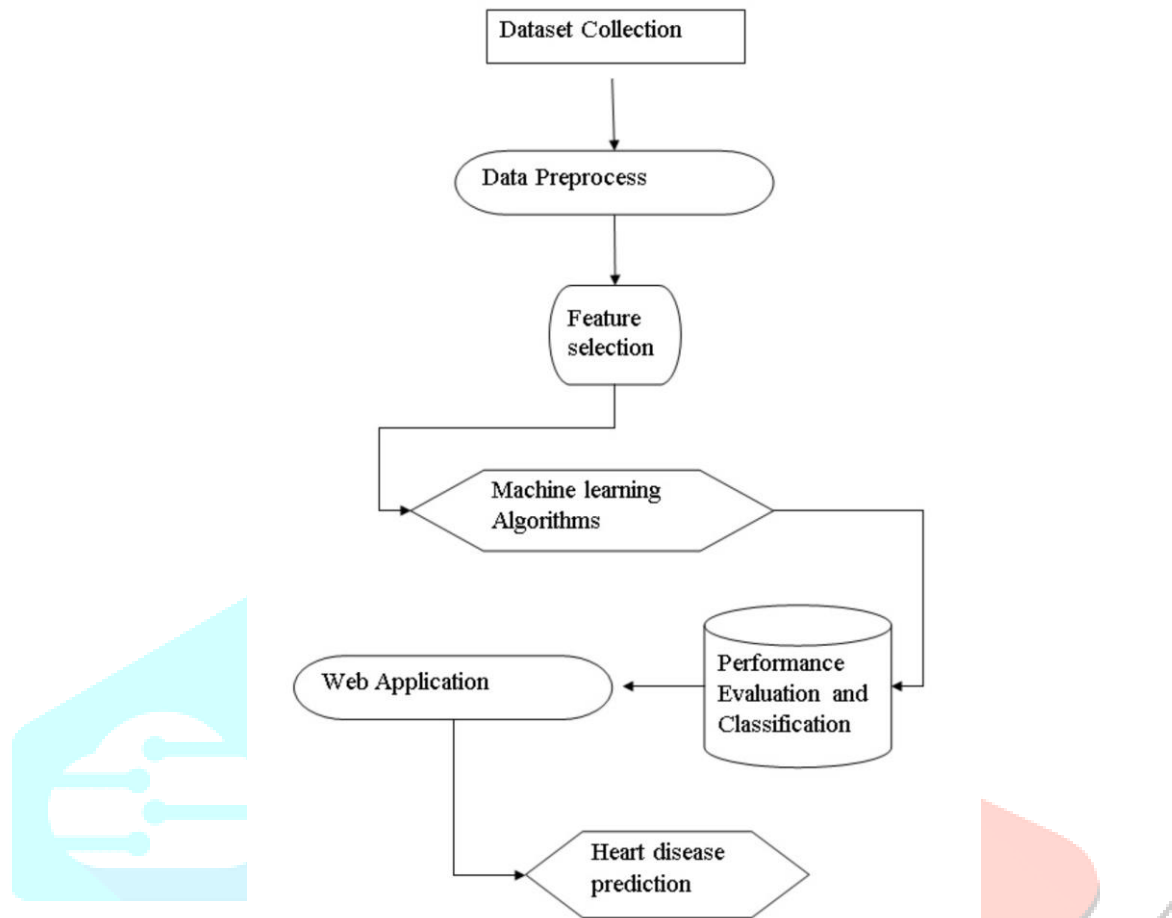 Dataset Collection
Data Preprocess
Feature
selection
Machine learning
Algorithms
Performance
Evaluation and
Classification
Web Application
Heart disease
prediction